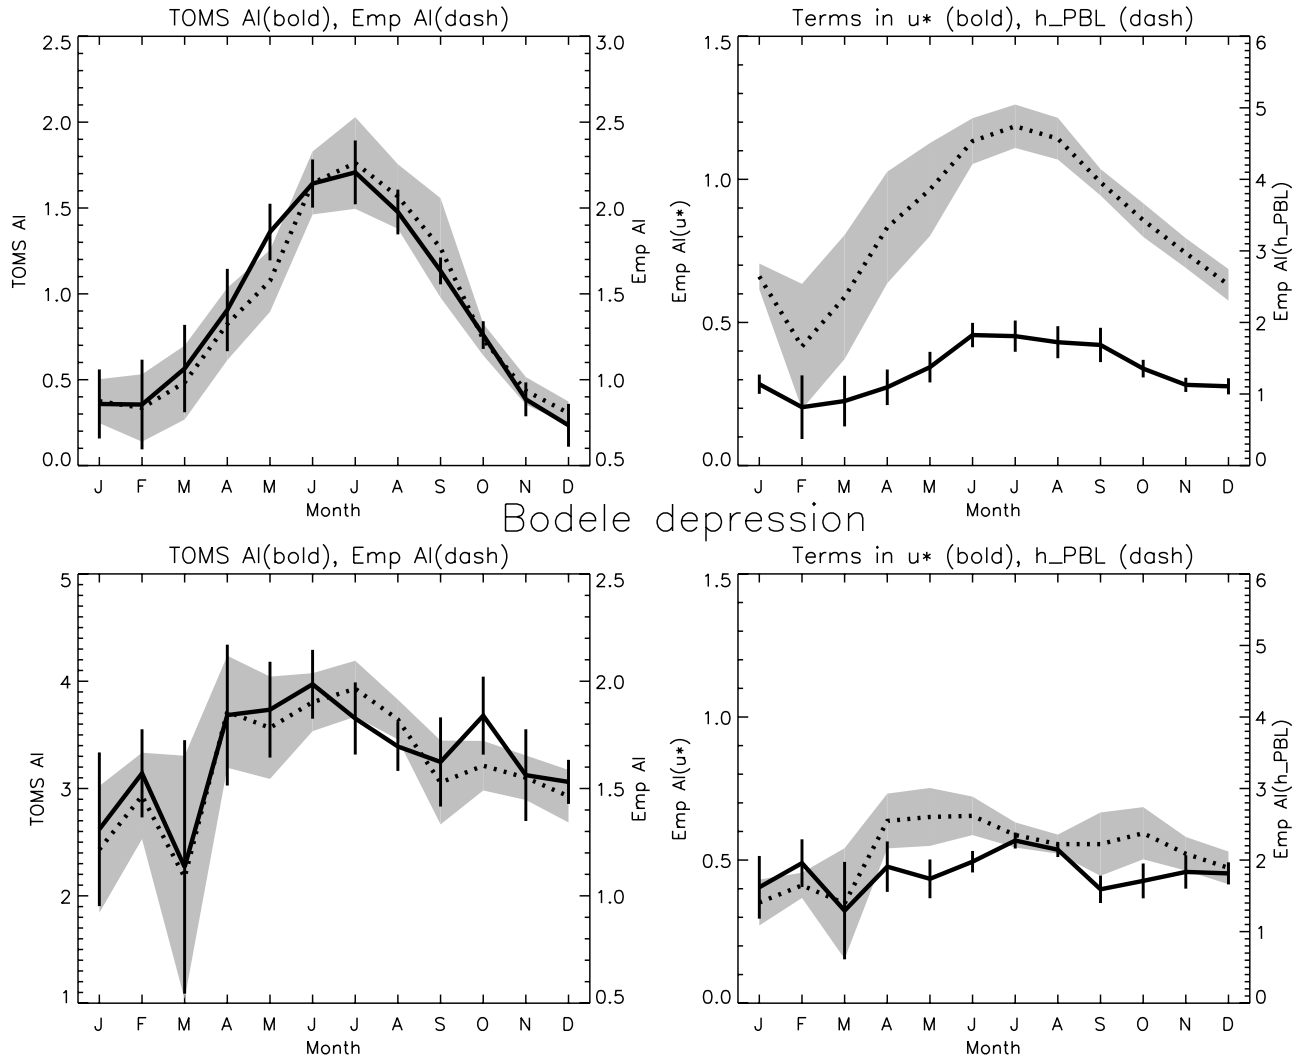 TOMS AI(bold), Emp AI(dash)
2.5
2.0
1.5
1.0
0.5
0.0
TOMS AI
3.0
2.5
2.0
1.5
1.0
0.5
Emp AI
J F M A M J J A S O N D
Month
Terms in u* (bold), h_PBL (dash)
1.5
1.0
0.5
0.0
Emp AI(u*)
6
5
4
3
2
1
0
Emp AI(h_PBL)
J F M A M J J A S O N D
Month
Bodele depression
TOMS AI(bold), Emp AI(dash)
5
4
3
2
1
TOMS AI
2.5
2.0
1.5
1.0
0.5
Emp AI
J F M A M J J A S O N D
Month
Terms in u* (bold), h_PBL (dash)
1.5
1.0
0.5
0.0
Emp AI(u*)
6
5
4
3
2
1
0
Emp AI(h_PBL)
J F M A M J J A S O N D
Month